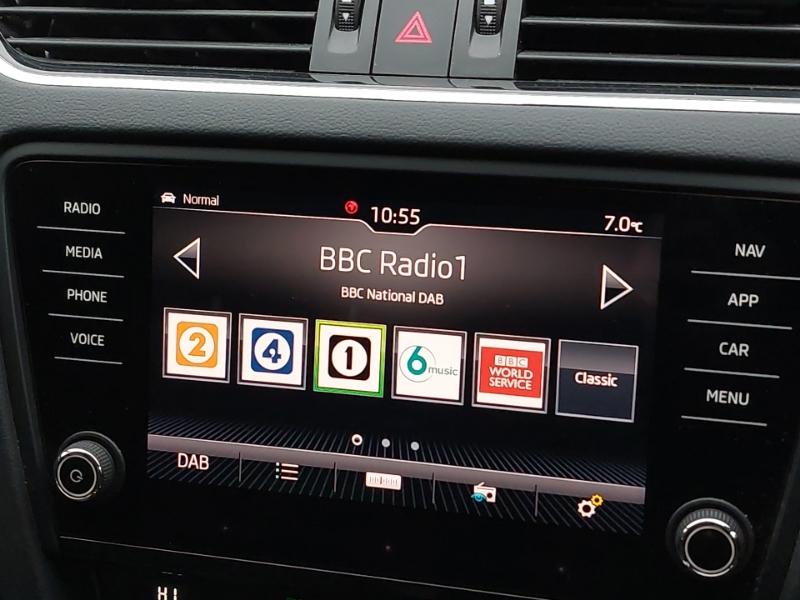 RADIO
MEDIA
PHONE
VOICE
Normal
10:55
7.0°C
BBC Radio1
BBC National DAB
2
4
1
6 music
BBC
WORLD
SERVICE
Classic
DAB
NAV
APP
CAR
MENU
HI